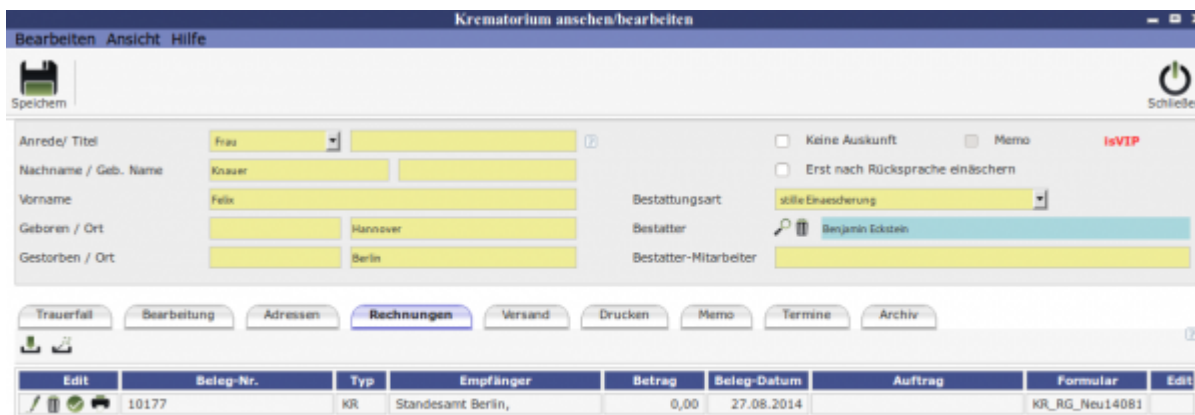 Krematorium ansehen/bearbeiten
Bearbeiten Ansicht Hilfe
Speichern
Schließe
Anrede/ Titel Frau Keine Auskunft Memo isVIP
Nachname / Geb. Name Knauer Erst nach Rücksprache einäschern
Vorname Felix Bestattungsart stille Einaescherung
Geboren / Ort Hannover Bestatter Benjamin Eckstein
Gestorben / Ort Berlin Bestatter-Mitarbeiter
Trauerfall Bearbeitung Adressen Rechnungen Versand Drucken Memo Termine Archiv
Edit Beleg-Nr. Typ Empfänger Betrag Beleg-Datum Auftrag Formular Edit
10177 KR Standesamt Berlin, 0,00 27.08.2014 KR_RG_Neu14081